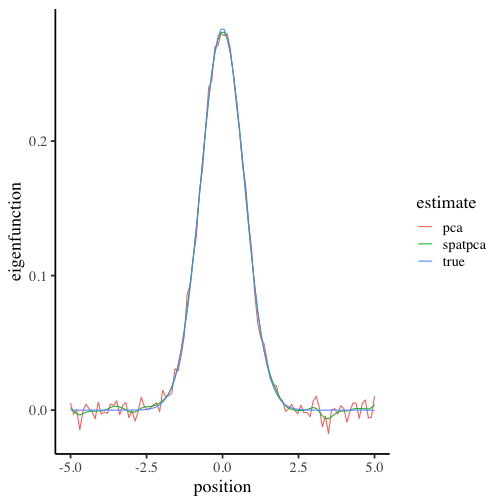 eigenfunction
0.2
0.1
0.0
-5.0 -2.5 0.0 2.5 5.0
position
estimate
pca
spatpca
true